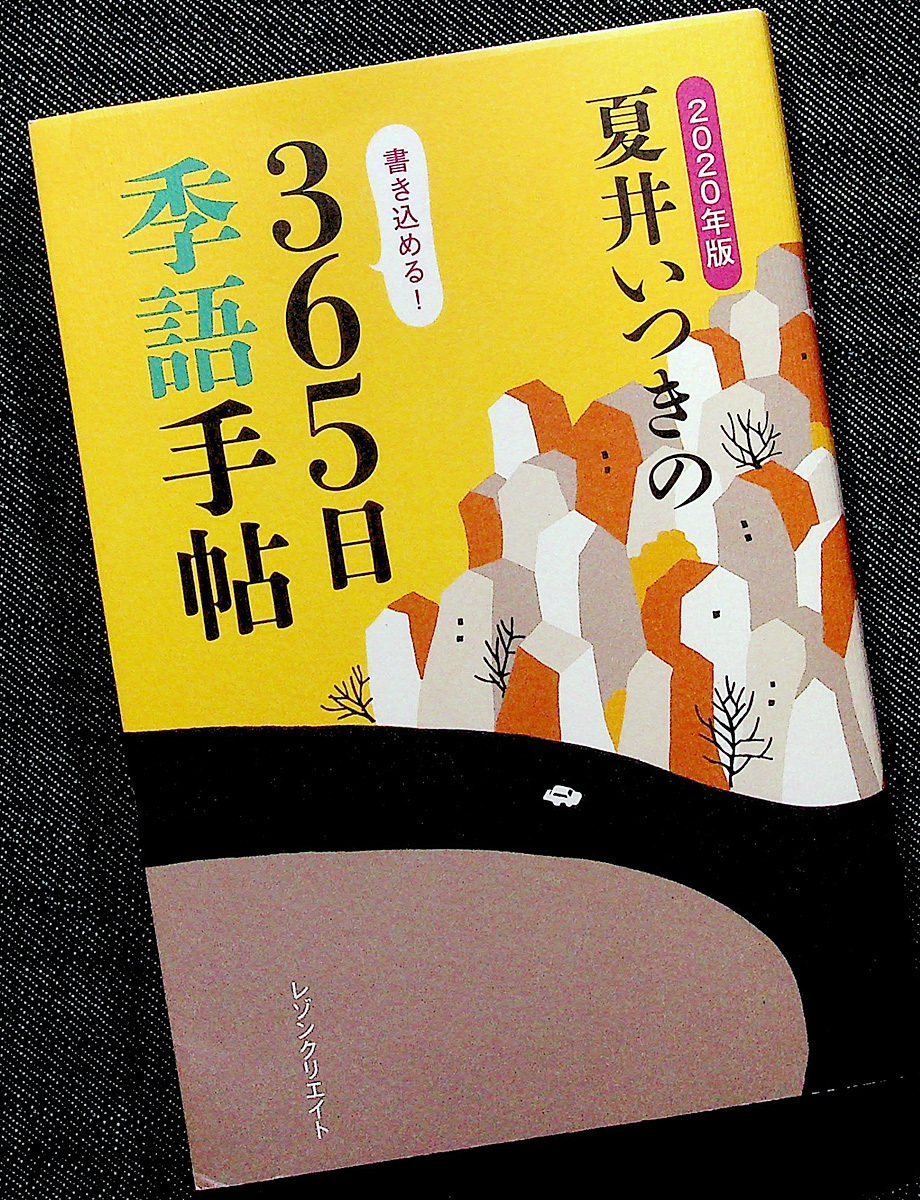 2020年版
夏井いつきの
書き込める!
365日
季語手帖
レゾンクリエイト